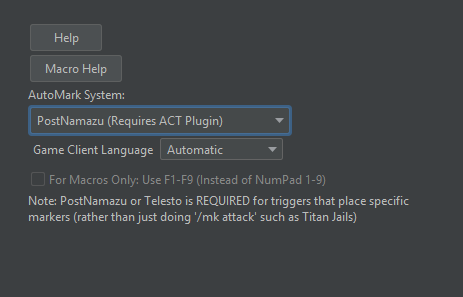 Help
Macro Help
AutoMark System:
PostNamazu (Requires ACT Plugin)
Game Client Language Automatic
For Macros Only: Use F1-F9 (Instead of NumPad 1-9)
Note: PostNamazu or Telesto is REQUIRED for triggers that place specific
markers (rather than just doing '/mk attack' such as Titan Jails)